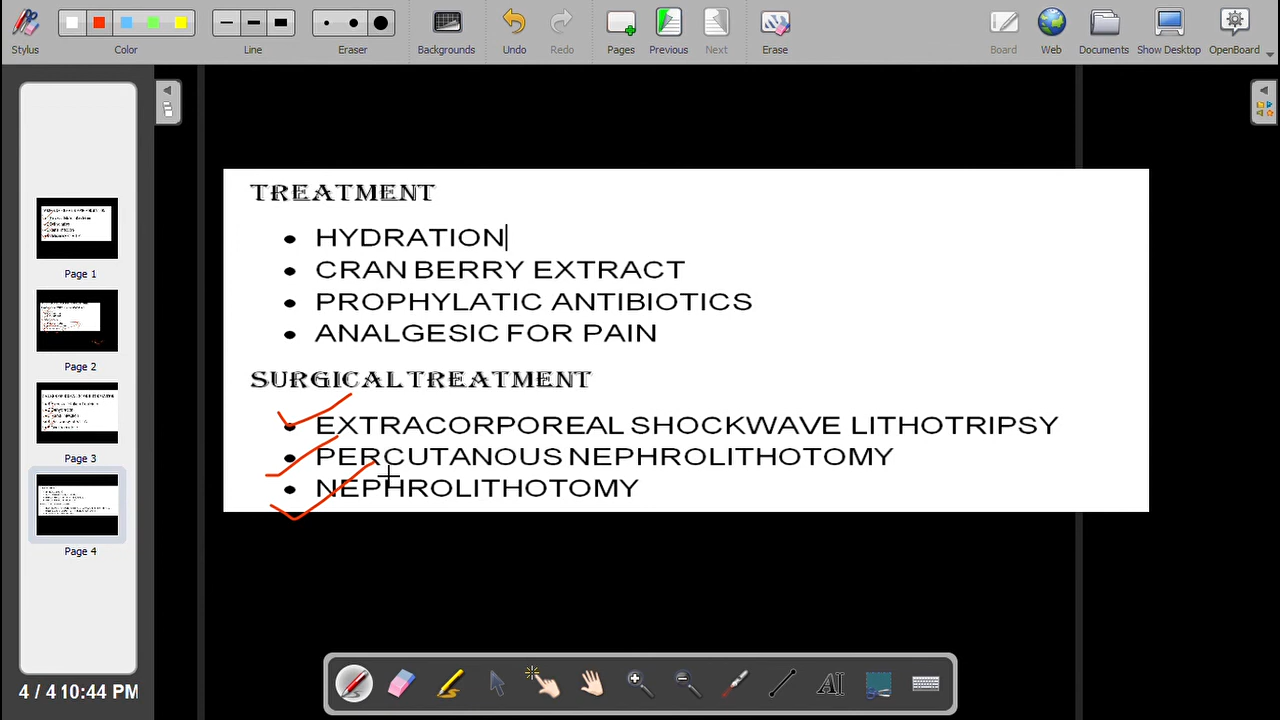 Stylus
Color
Line
Eraser
Backgrounds
Undo
Redo
Pages
Previous
Next
Erase
Board
Web
Documents
Show Desktop
OpenBoard
TREATMENT
HYDRATION
CRAN BERRY EXTRACT
PROPHYLATIC ANTIBIOTICS
ANALGESIC FOR PAIN
SURGICAL TREATMENT
EXTRACORPOREAL SHOCKWAVE LITHOTRIPSY
PERCUTANOUS NEPHROLITHOTOMY
NEPHROLITHOTOMY
Page 1
Page 2
Page 3
Page 4
4 / 4 10:44 PM
AI